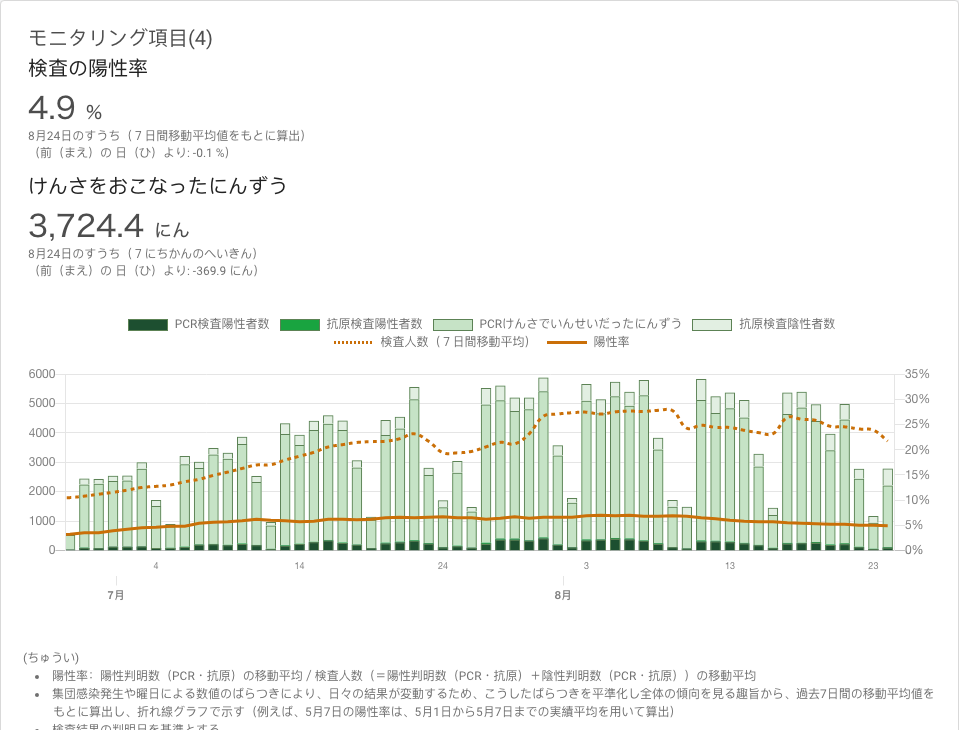 モニタリング項目(4)
検査の陽性率
4.9 %
8月24日のすうち（７日間移動平均値をもとに算出）
（前（まえ）の 日（ひ）より: -0.1 %）
けんさをおこなったにんずう
3,724.4 にん
8月24日のすうち（７にちかんのへいきん）
（前（まえ）の 日（ひ）より: -369.9 にん）
PCR検査陽性者数 抗原検査陽性者数 PCRけんさでいんせいだったにんずう 抗原検査陰性者数
検査人数（７日間移動平均） 陽性率
6000 35%
5000 30%
4000 25%
3000 20%
2000 15%
1000 10%
0 5%
0%
4 14 24 3 13 23
7月 8月
(ちゅうい)
• 陽性率：陽性判明数（PCR・抗原）の移動平均 / 検査人数（＝陽性判明数（PCR・抗原）＋陰性判明数（PCR・抗原））の移動平均
• 集団感染発生や曜日による数値のばらつきにより、日々の結果が変動するため、こうしたばらつきを平準化し全体の傾向を見る趣旨から、過去7日間の移動平均値を
もとに算出し、折れ線グラフで示す（例えば、5月7日の陽性率は、5月1日から5月7日までの実績平均を用いて算出）
• 検査結果の判明日を基準とする